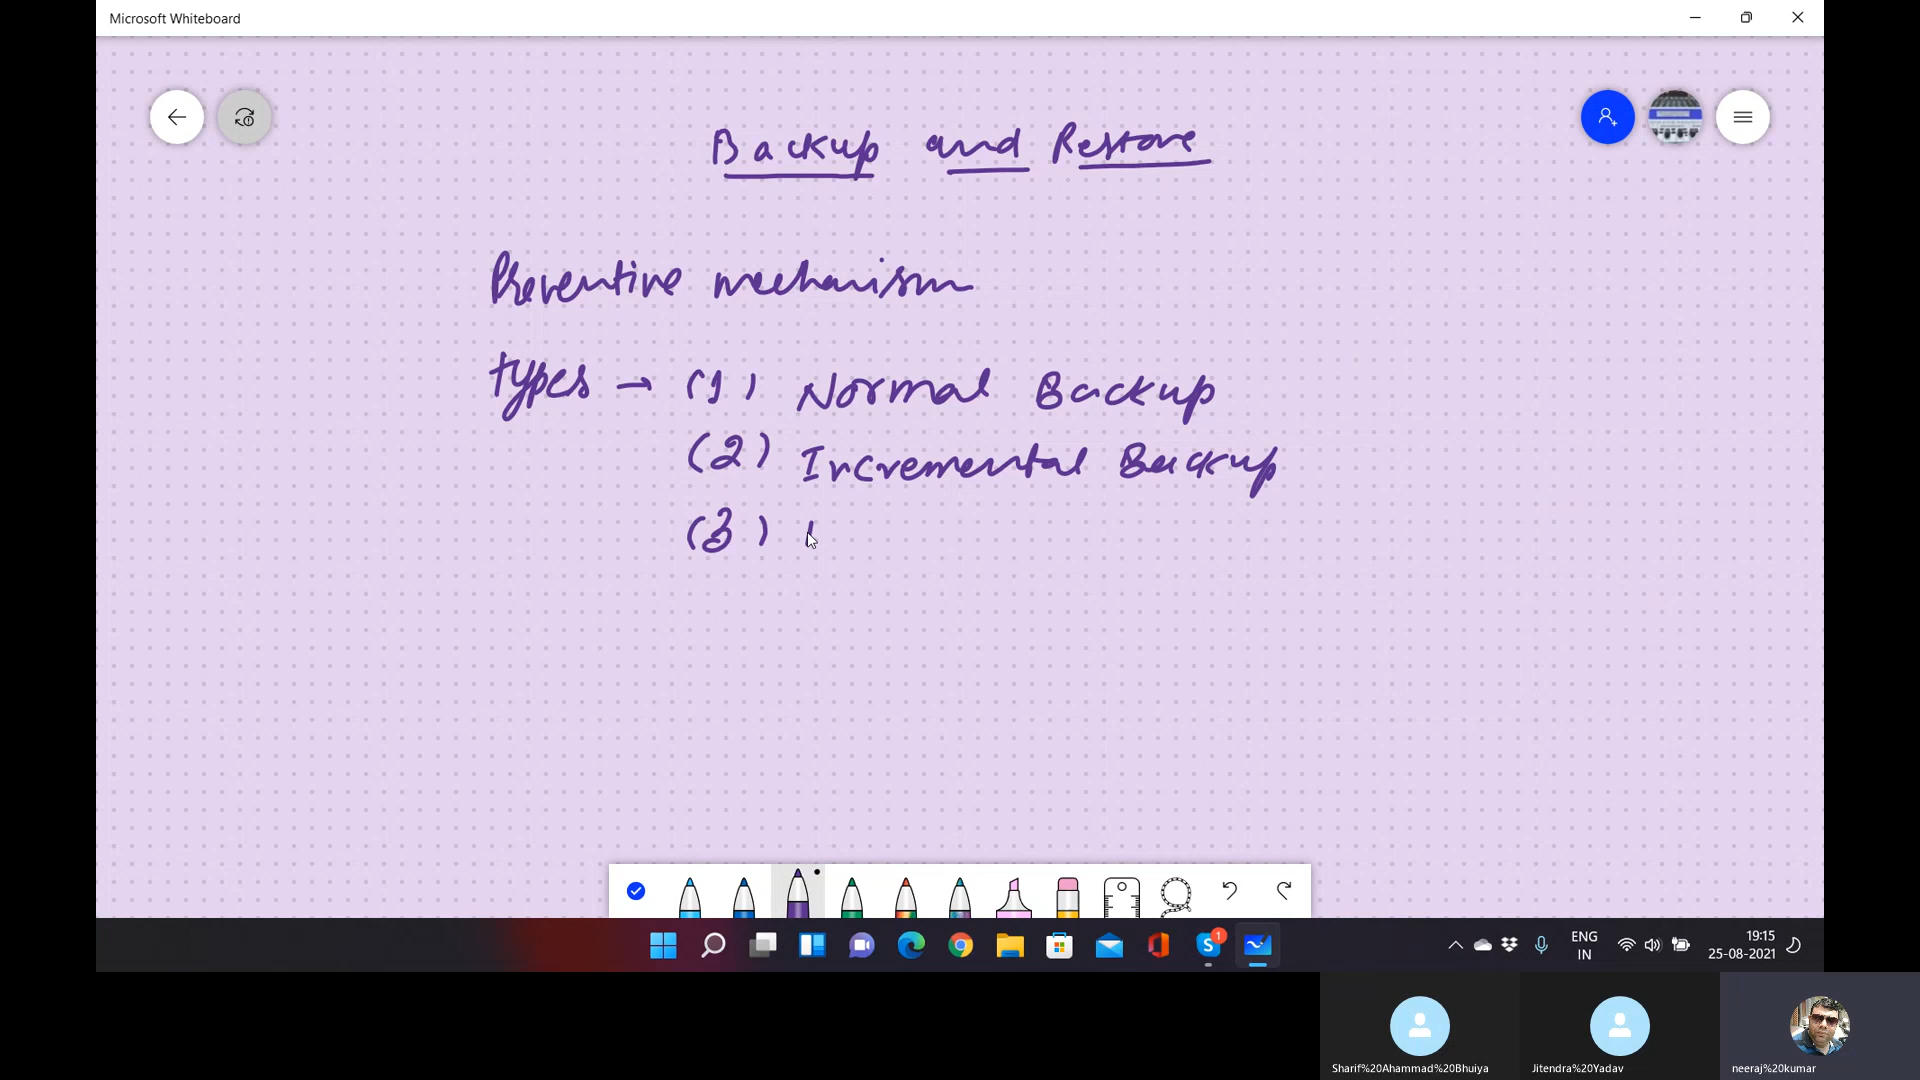 Microsoft Whiteboard
Backup and Restore
Preventive mechanism
types → (1) Normal Backup
(2) Incremental Backup
(3)
1
ENG
IN
19:15
25-08-2021
Sharif%20Ahammad%20Bhuiya
Jitendra%20Yadav
neeraj%20kumar